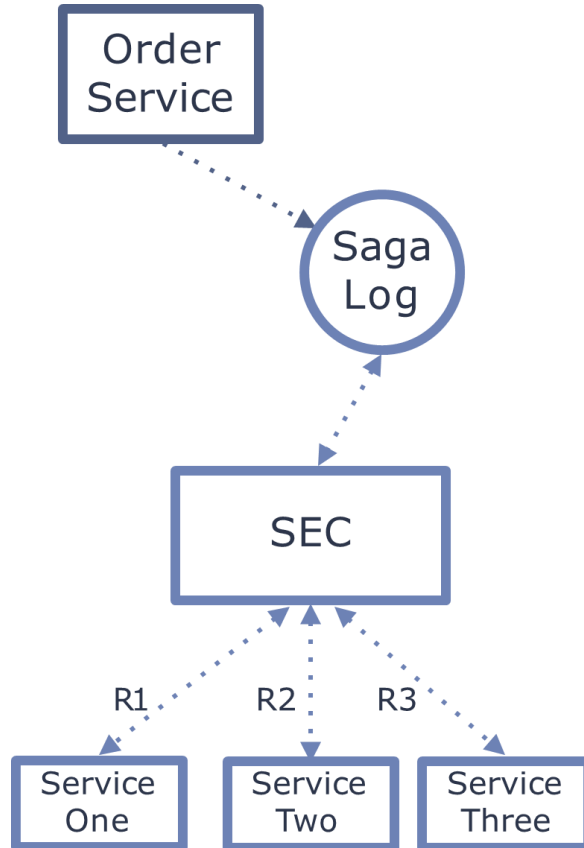 Order
Service
Saga
Log
SEC
R1
R2
R3
Service
One
Service
Two
Service
Three